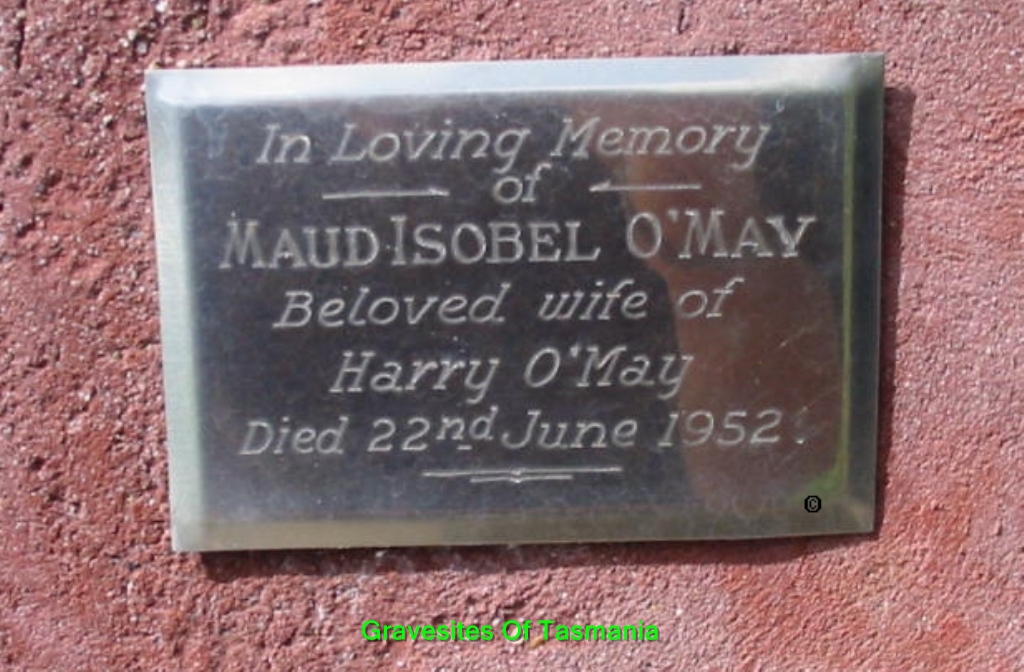 In Loving Memory
of
MAUD ISOBEL O'MAY
Beloved wife of
Harry O'May
Died 22nd June 1952.
©
Gravesites Of Tasmania